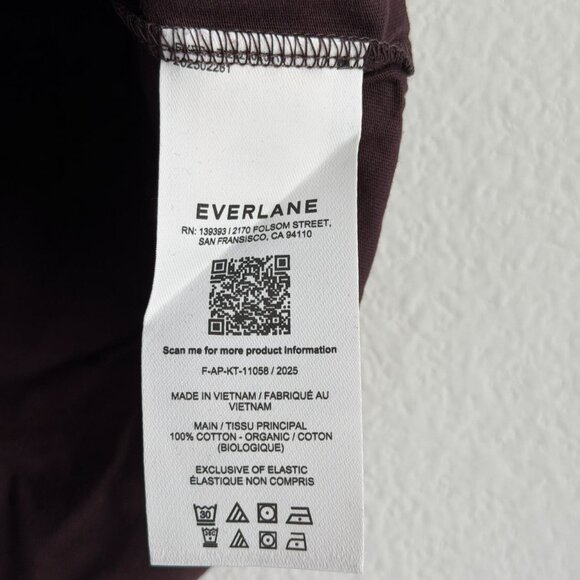 EVERLANE
RN: 139393 / 2170 FOLSOM STREET,
SAN FRANSISCO, CA 94110
Scan me for more product information
F-AP-KT-11058 / 2025
MADE IN VIETNAM / FABRIQUÉ AU
VIETNAM
MAIN / TISSU PRINCIPAL
100% COTTON - ORGANIC / COTON
(BIOLOGIQUE)
EXCLUSIVE OF ELASTIC
ÉLASTIQUE NON COMPRIS
30